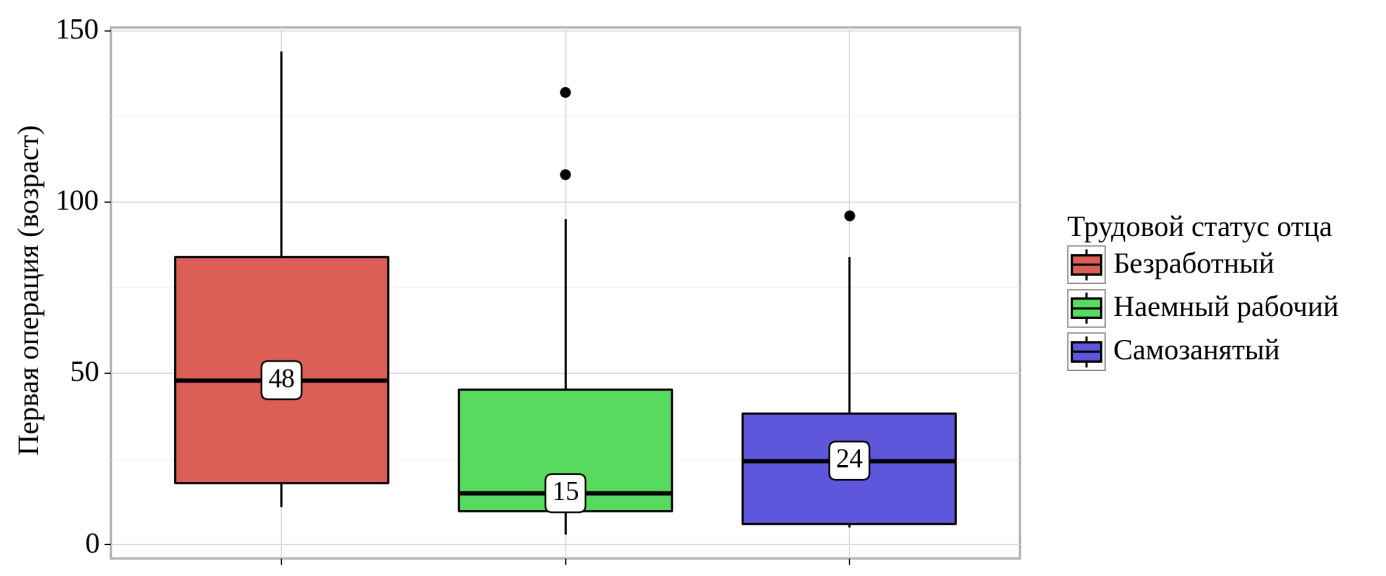 150
100
50
0
Первая операция (возраст)
48
15
24
Трудовой статус отца
Безработный
Наемный рабочий
Самозанятый